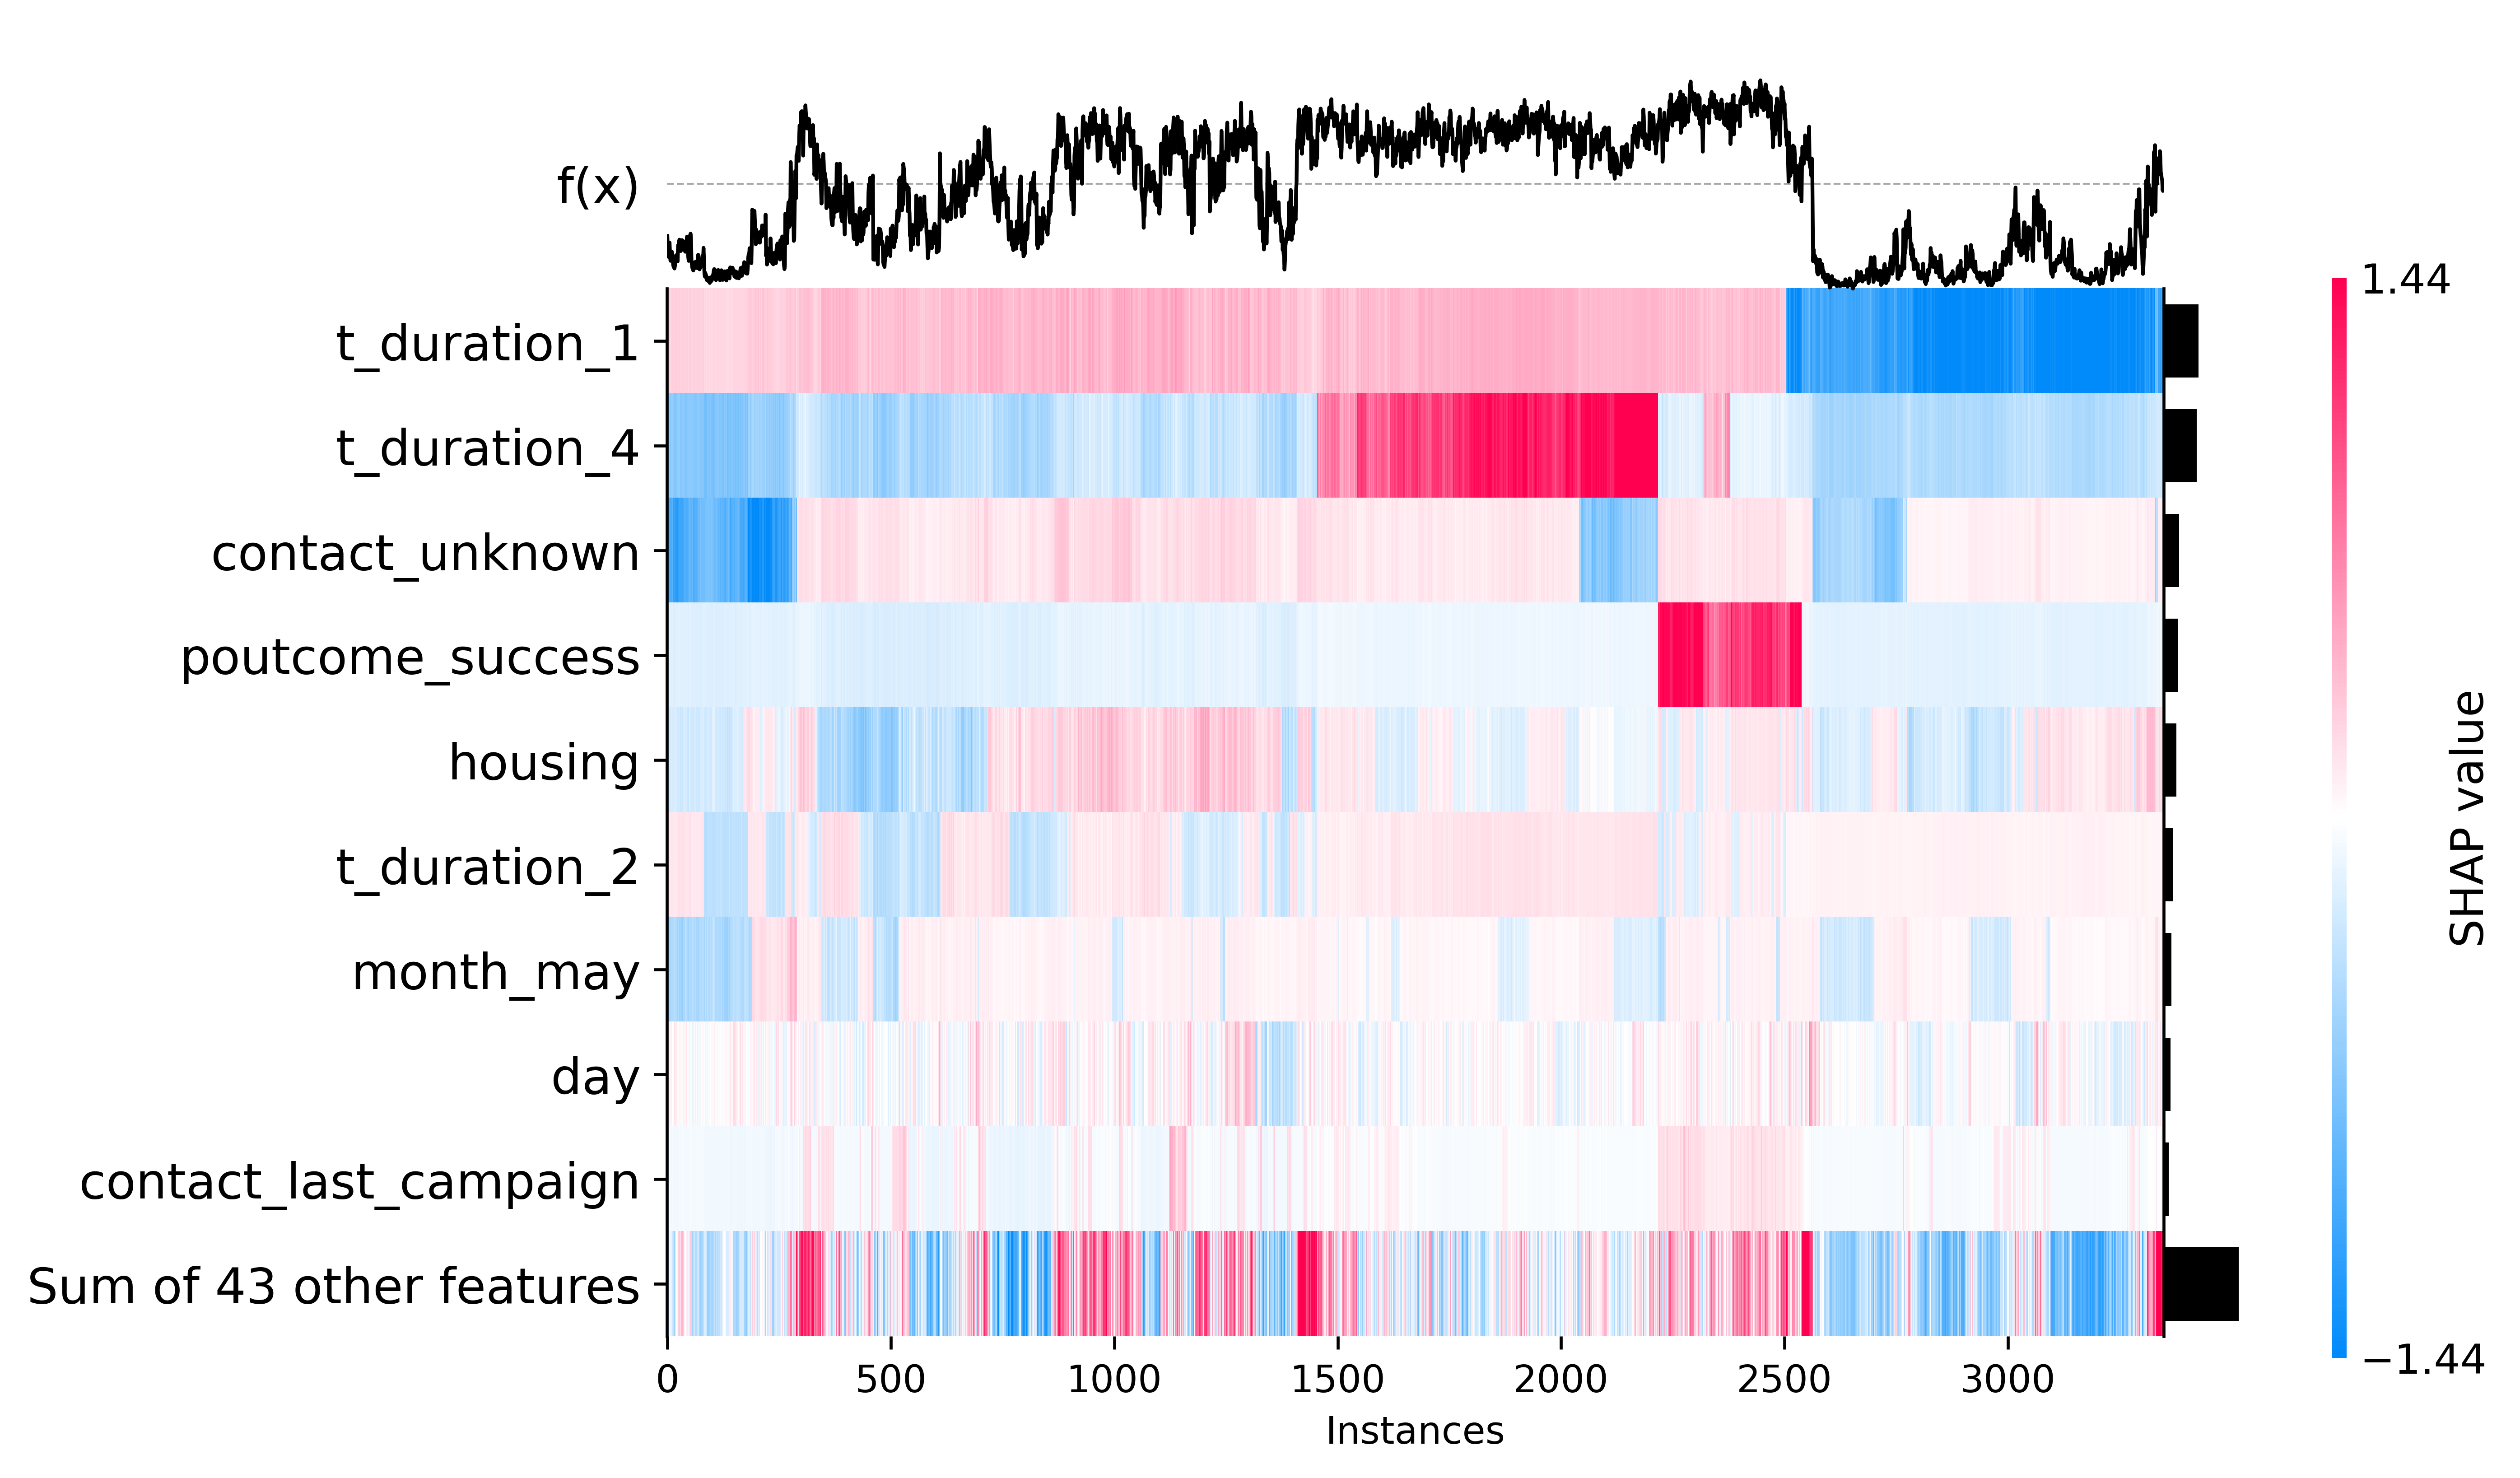 f(x)
t_duration_1
t_duration_4
contact_unknown
poutcome_success
housing
t_duration_2
month_may
day
contact_last_campaign
Sum of 43 other features
0 500 1000 1500 2000 2500 3000
Instances
1.44
−1.44
SHAP value